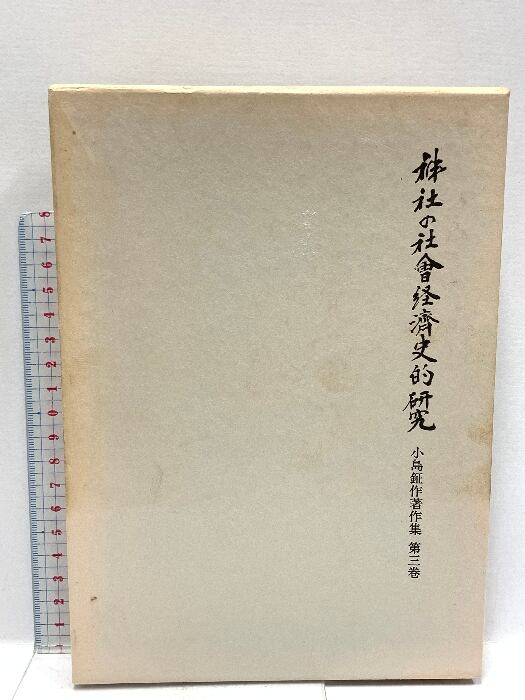 神社の社會経済史的研究
小島鉦作著作集 第三巻